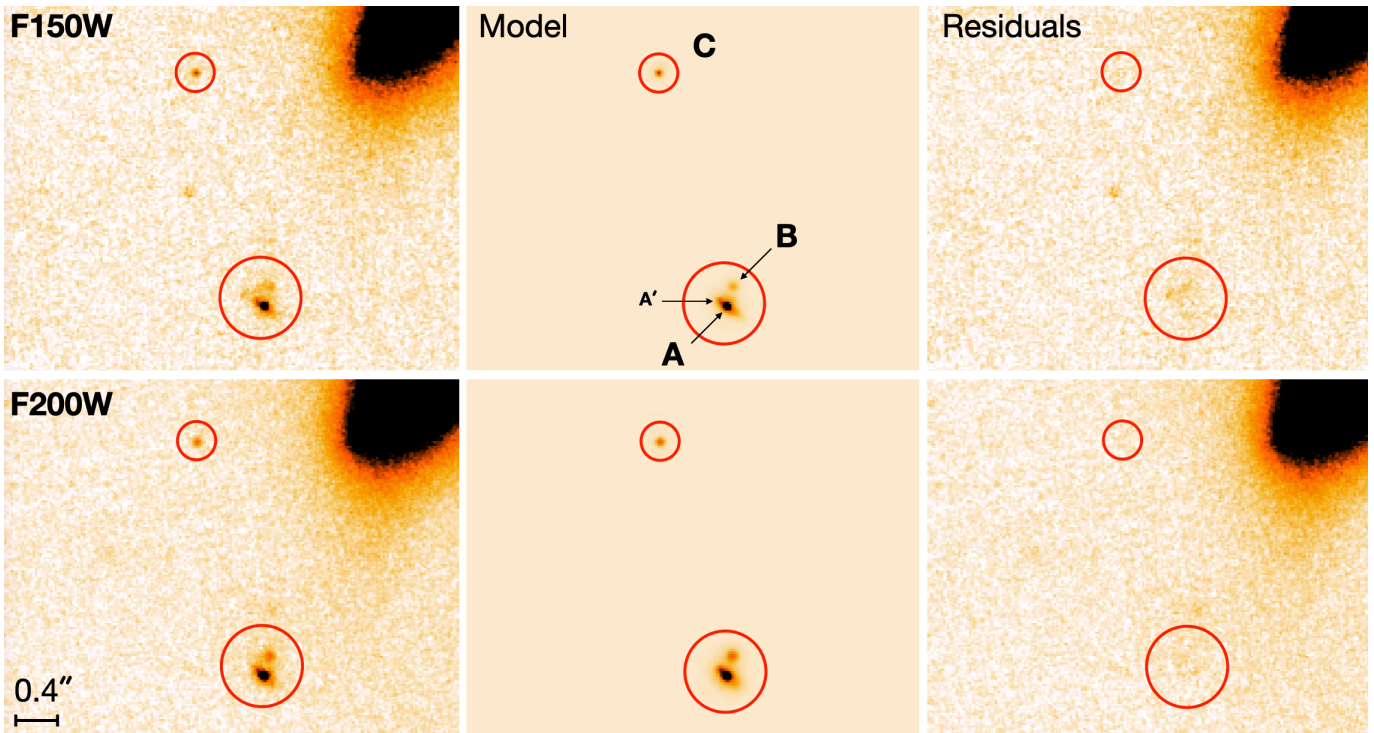 F150W
Model
Residuals
C
B
A′
A
F200W
0.4″